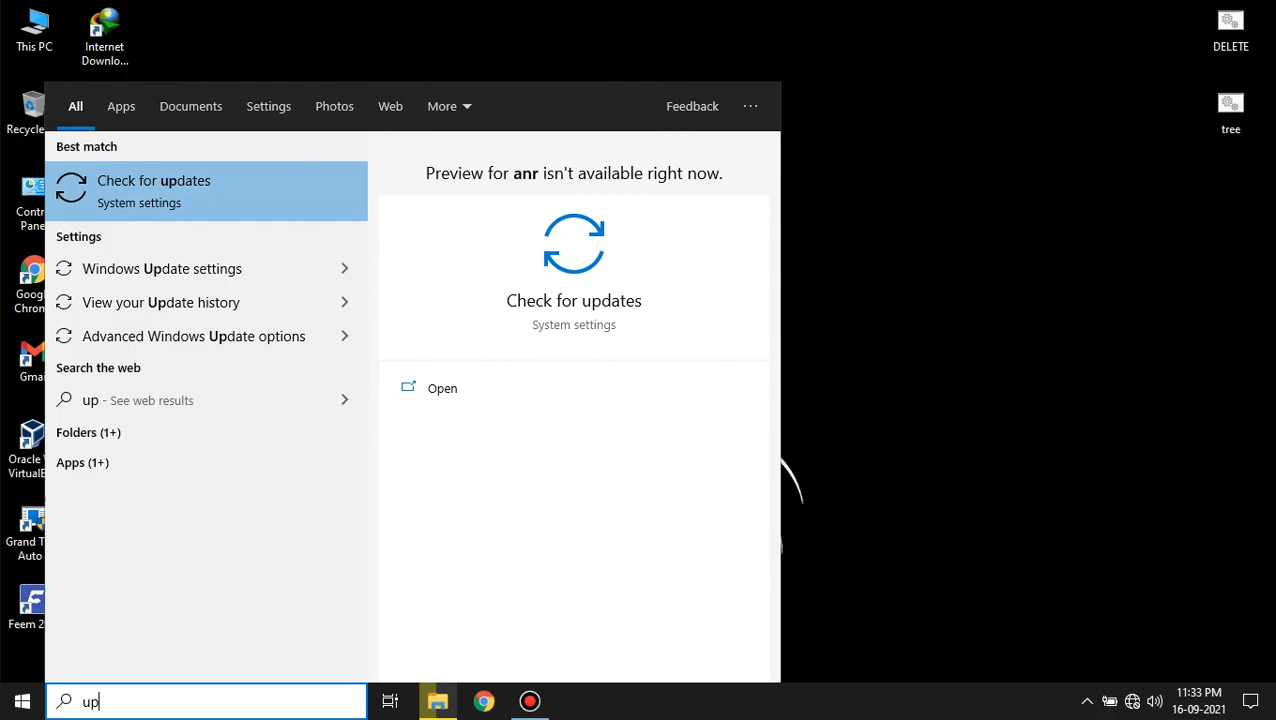 This PC
Internet
Downlo...
DELETE
tree
Recycle
Contr
Pane
Google
Chrom
Gmai
Oracle
VirtualB
Grand T
Auto
Feem 2
All Apps Documents Settings Photos Web More Feedback ...
Best match
Check for updates
System settings
Settings
Windows Update settings
View your Update history
Advanced Windows Update options
Search the web
up - See web results
Folders (1+)
Apps (1+)
Preview for anr isn't available right now.
Check for updates
System settings
Open
up
11:33 PM
16-09-2021